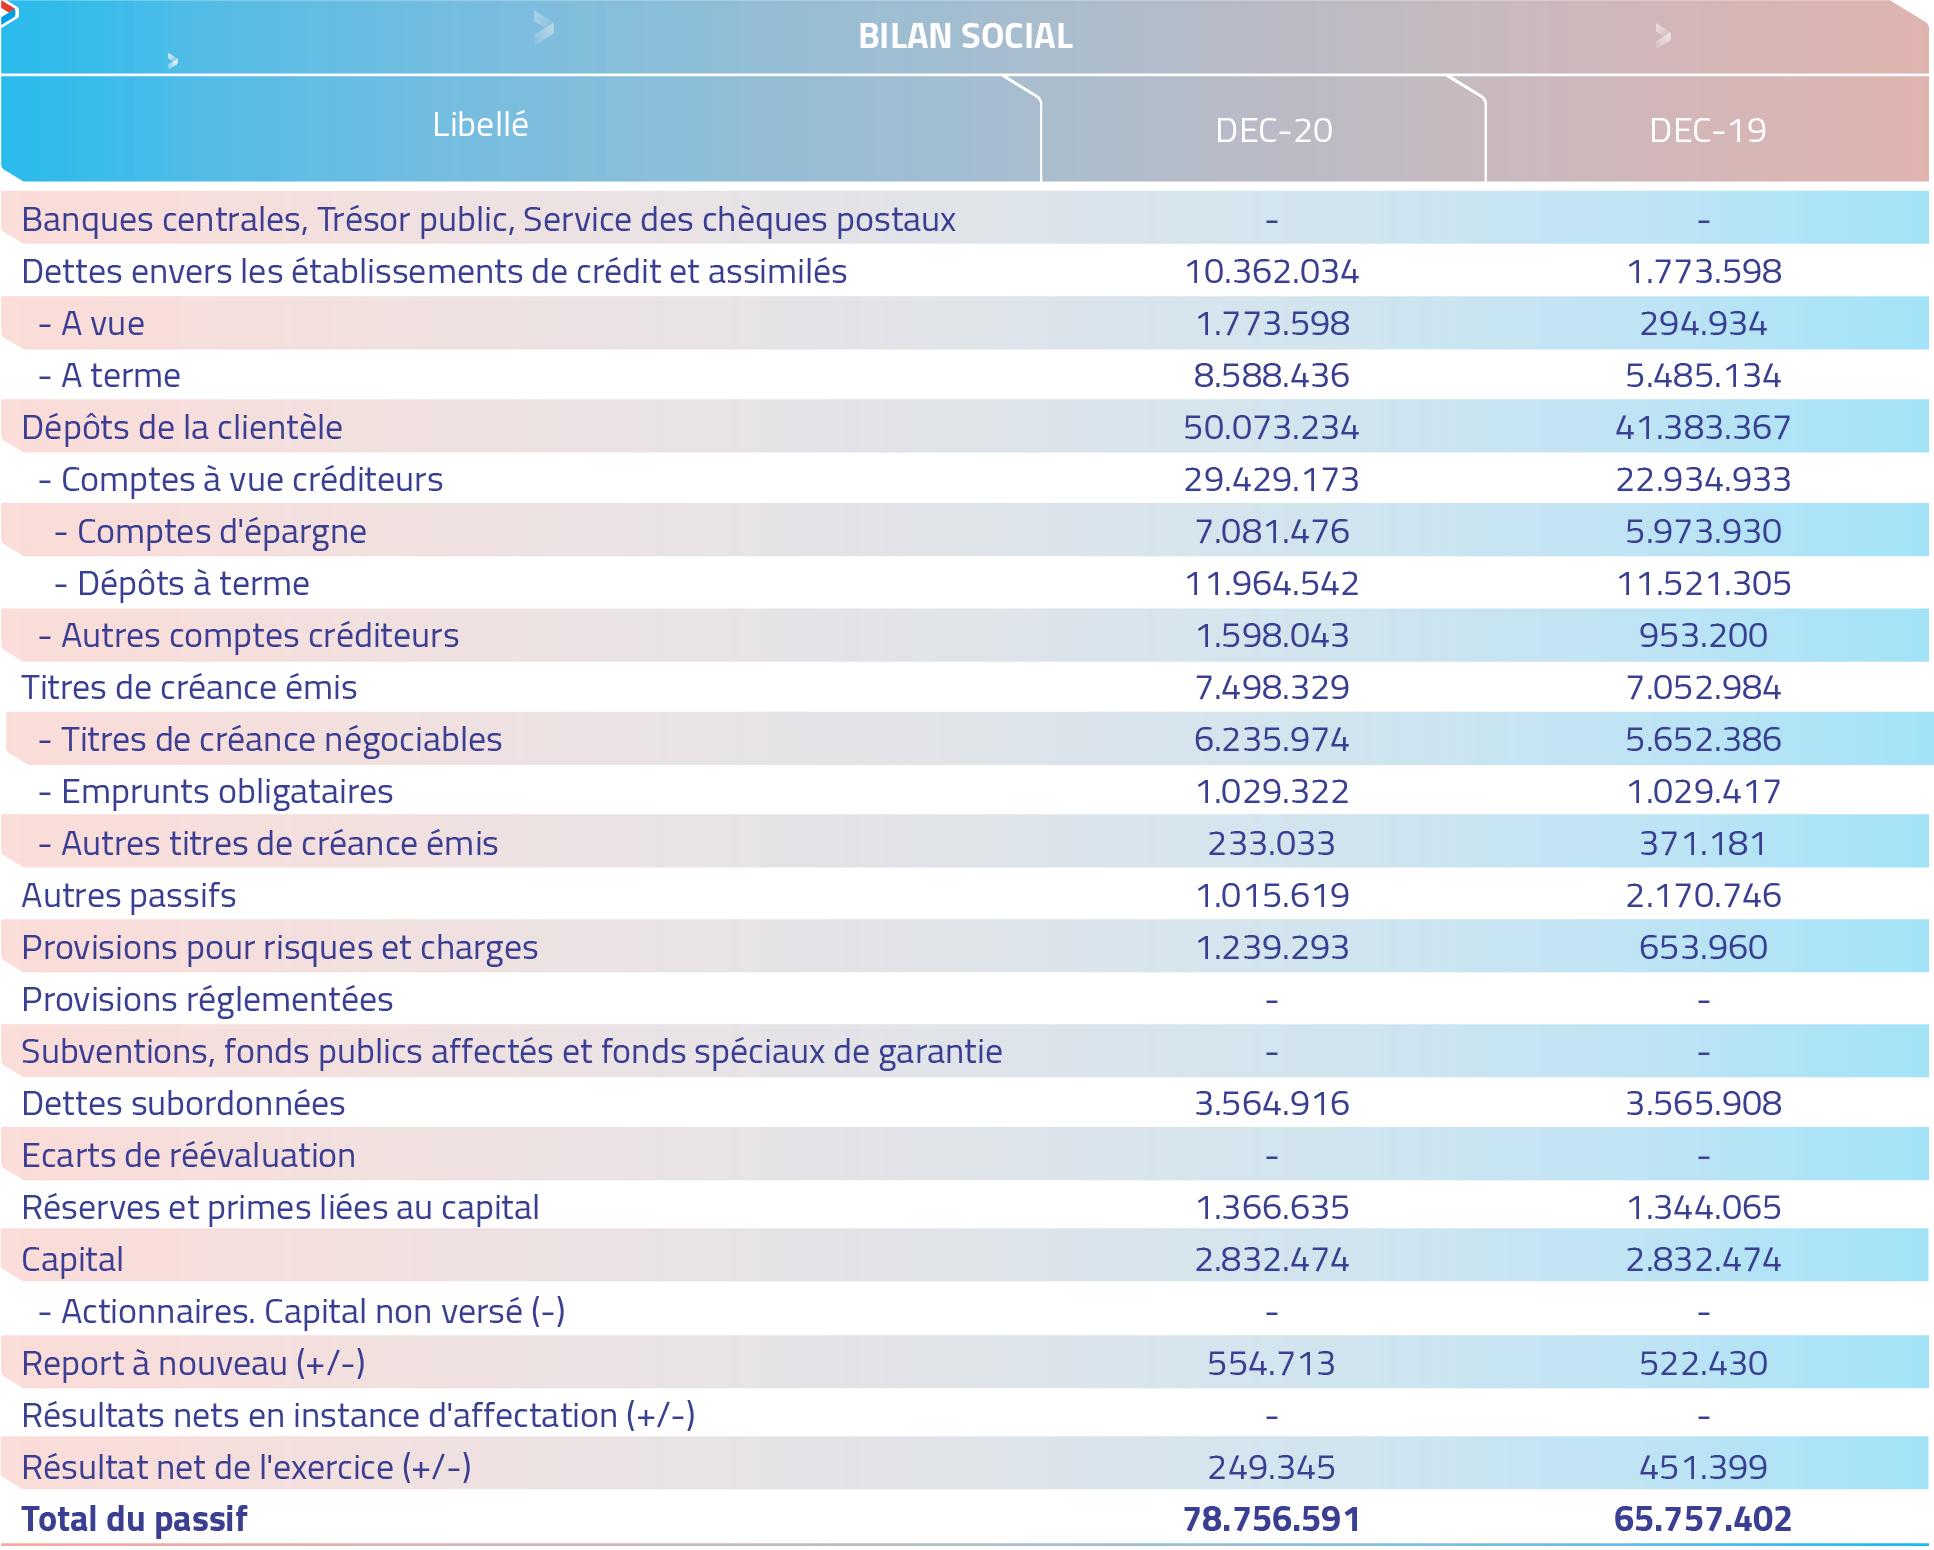 BILAN SOCIAL
Libellé DEC-20 DEC-19
Banques centrales, Trésor public, Service des chèques postaux - -
Dettes envers les établissements de crédit et assimilés 10.362.034 1.773.598
- A vue 1.773.598 294.934
- A terme 8.588.436 5.485.134
Dépôts de la clientèle 50.073.234 41.383.367
- Comptes à vue créditeurs 29.429.173 22.934.933
- Comptes d'épargne 7.081.476 5.973.930
- Dépôts à terme 11.964.542 11.521.305
- Autres comptes créditeurs 1.598.043 953.200
Titres de créance émis 7.498.329 7.052.984
- Titres de créance négociables 6.235.974 5.652.386
- Emprunts obligataires 1.029.322 1.029.417
- Autres titres de créance émis 233.033 371.181
Autres passifs 1.015.619 2.170.746
Provisions pour risques et charges 1.239.293 653.960
Provisions réglementées - -
Subventions, fonds publics affectés et fonds spéciaux de garantie - -
Dettes subordonnées 3.564.916 3.565.908
Ecarts de réévaluation - -
Réserves et primes liées au capital 1.366.635 1.344.065
Capital 2.832.474 2.832.474
- Actionnaires. Capital non versé (-) - -
Report à nouveau (+/-) 554.713 522.430
Résultats nets en instance d'affectation (+/-) - -
Résultat net de l'exercice (+/-) 249.345 451.399
Total du passif 78.756.591 65.757.402